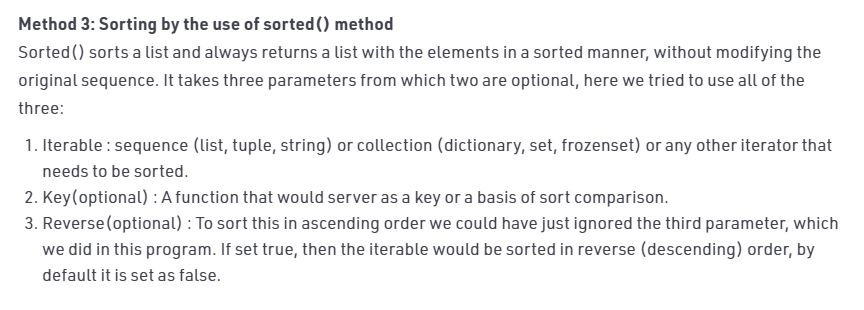 Method 3: Sorting by the use of sorted() method
Sorted() sorts a list and always returns a list with the elements in a sorted manner, without modifying the
original sequence. It takes three parameters from which two are optional, here we tried to use all of the
three:
1. Iterable : sequence (list, tuple, string) or collection (dictionary, set, frozenset) or any other iterator that
needs to be sorted.
2. Key(optional) : A function that would server as a key or a basis of sort comparison.
3. Reverse(optional) : To sort this in ascending order we could have just ignored the third parameter, which
we did in this program. If set true, then the iterable would be sorted in reverse (descending) order, by
default it is set as false.